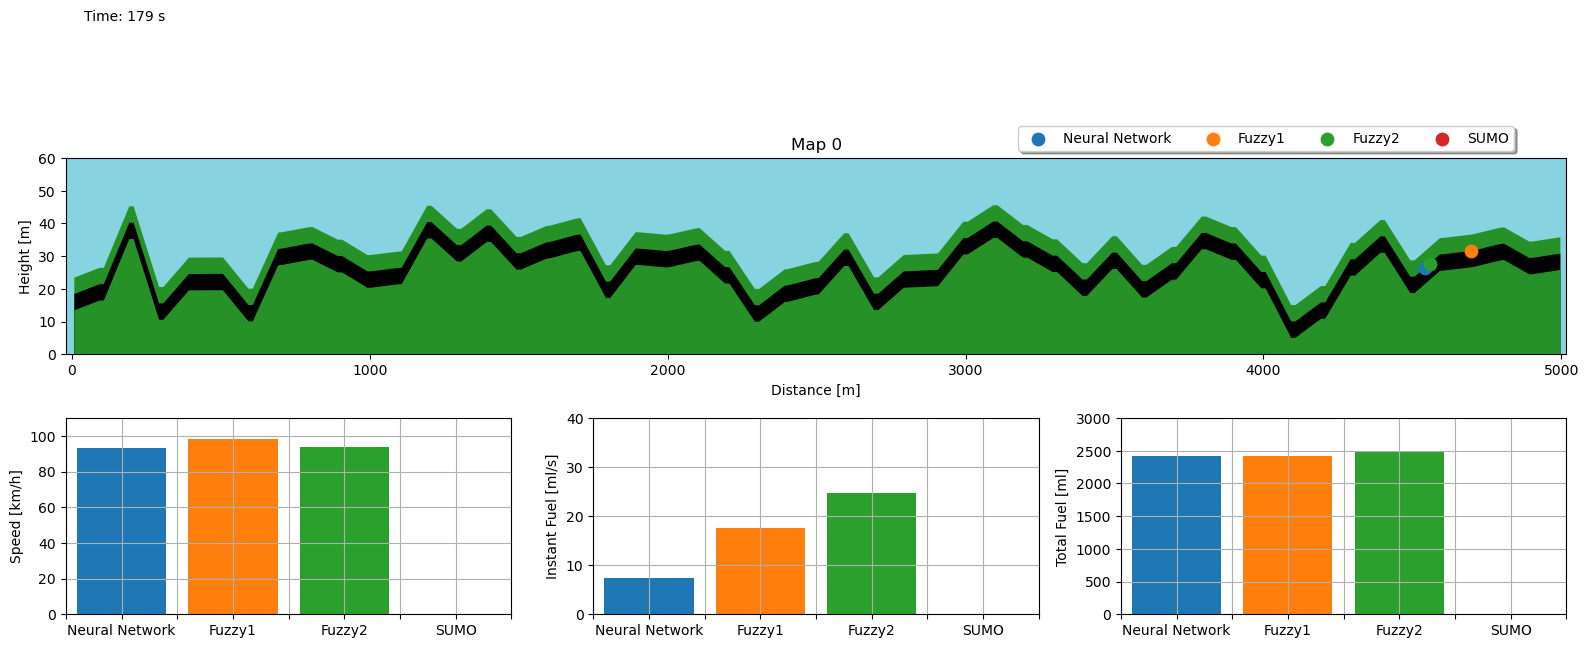 Time: 179 s
Neural Network Fuzzy1 Fuzzy2 SUMO
Map 0
60
50
40
30
20
10
0
Height [m]
0 1000 2000 3000 4000 5000
Distance [m]
100
80
60
40
20
0
Speed [km/h]
Neural Network Fuzzy1 Fuzzy2 SUMO
40
30
20
10
0
Instant Fuel [ml/s]
Neural Network Fuzzy1 Fuzzy2 SUMO
3000
2500
2000
1500
1000
500
0
Total Fuel [ml]
Neural Network Fuzzy1 Fuzzy2 SUMO